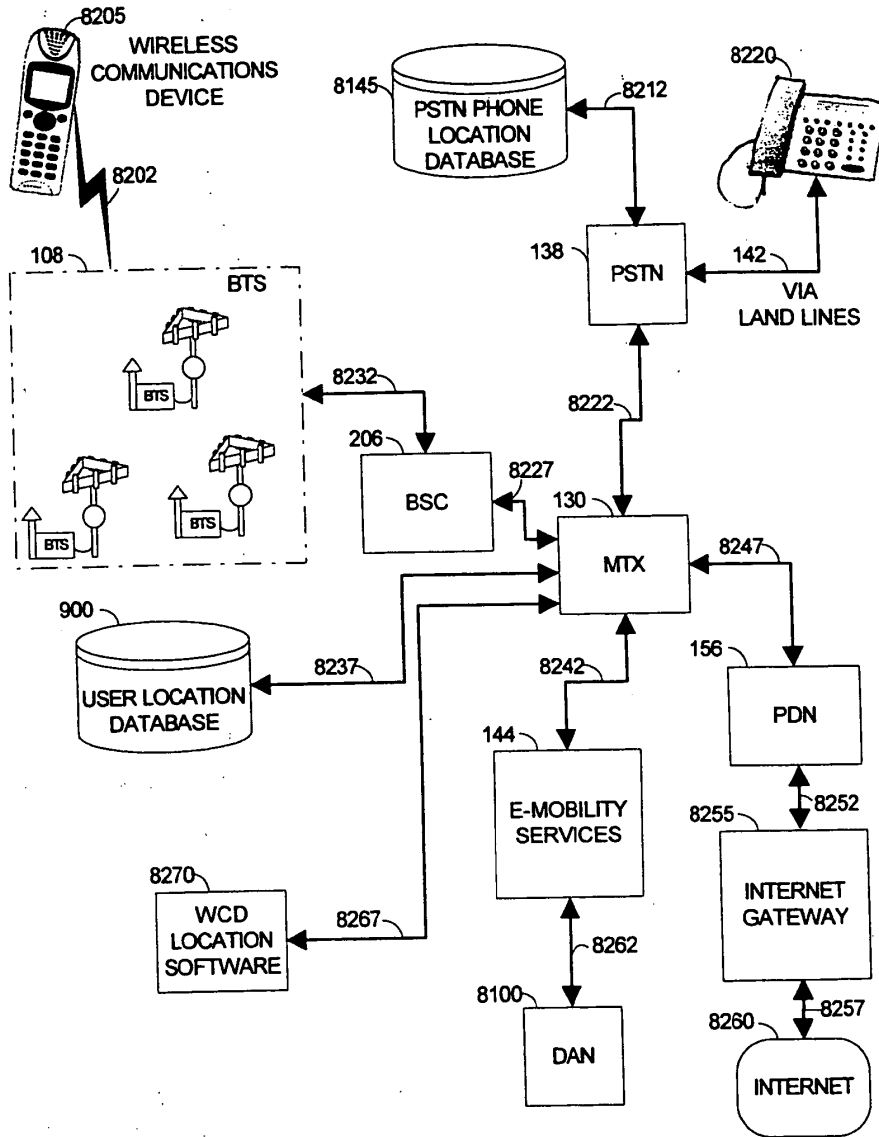 8205
WIRELESS
COMMUNICATIONS
DEVICE
8202
8145
PSTN PHONE
LOCATION
DATABASE
8212
8220
138
PSTN
142
VIA
LAND LINES
108
BTS
BTS
BTS
BTS
8232
206
BSC
8227
8222
130
MTX
8247
900
USER LOCATION
DATABASE
8237
8242
156
PDN
144
E-MOBILITY
SERVICES
8252
8255
INTERNET
GATEWAY
8270
WCD
LOCATION
SOFTWARE
8267
8262
8100
DAN
8257
8260
INTERNET